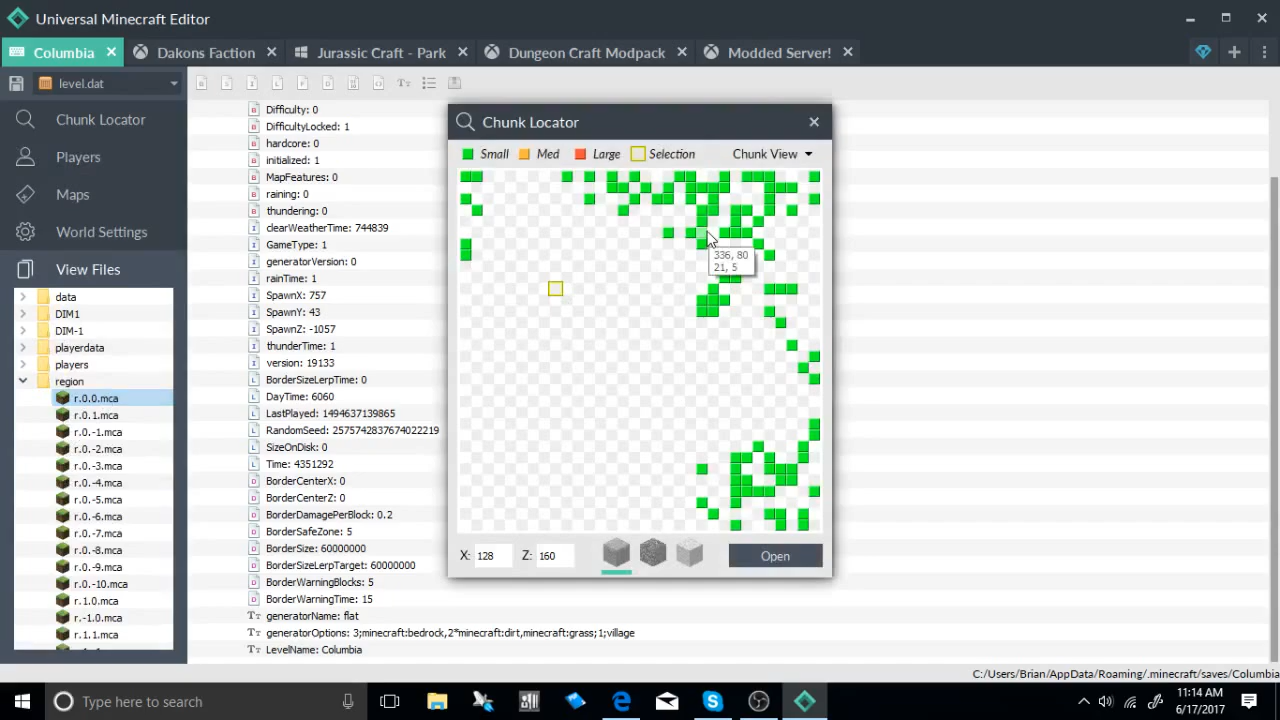 Universal Minecraft Editor
Columbia
Dakons Faction
Jurassic Craft - Park
Dungeon Craft Modpack
Modded Server!
level.dat
Chunk Locator
Players
Maps
World Settings
View Files
data
DIM1
DIM-1
playerdata
players
region
r.0.0.mca
r.0.1.mca
r.0.-1.mca
r.0.-2.mca
r.0.-3.mca
r.0.-4.mca
r.0.-5.mca
r.0.-6.mca
r.0.-7.mca
r.0.-8.mca
r.0.-9.mca
r.0.-10.mca
r.1.0.mca
r.-1.0.mca
r.1.1.mca
Difficulty: 0
DifficultyLocked: 1
hardcore: 0
initialized: 1
MapFeatures: 0
raining: 0
thundering: 0
clearWeatherTime: 744839
GameType: 1
generatorVersion: 0
rainTime: 1
SpawnX: 757
SpawnY: 43
SpawnZ: -1057
thunderTime: 1
version: 19133
BorderSizeLerpTime: 0
DayTime: 6060
LastPlayed: 1494637139865
RandomSeed: 2575742837674022219
SizeOnDisk: 0
Time: 4351292
BorderCenterX: 0
BorderCenterZ: 0
BorderDamagePerBlock: 0.2
BorderSafeZone: 5
BorderSize: 60000000
BorderSizeLerpTarget: 60000000
BorderWarningBlocks: 5
BorderWarningTime: 15
generatorName: flat
generatorOptions: 3;minecraft:bedrock,2*minecraft:dirt,minecraft:grass;1;village
LevelName: Columbia
Chunk Locator
Small Med Large Selection Chunk View
336, 80
21, 5
X: 128 Z: 160 Open
C:/Users/Brian/AppData/Roaming/.minecraft/saves/Columbia
Type here to search
11:14 AM
6/17/2017